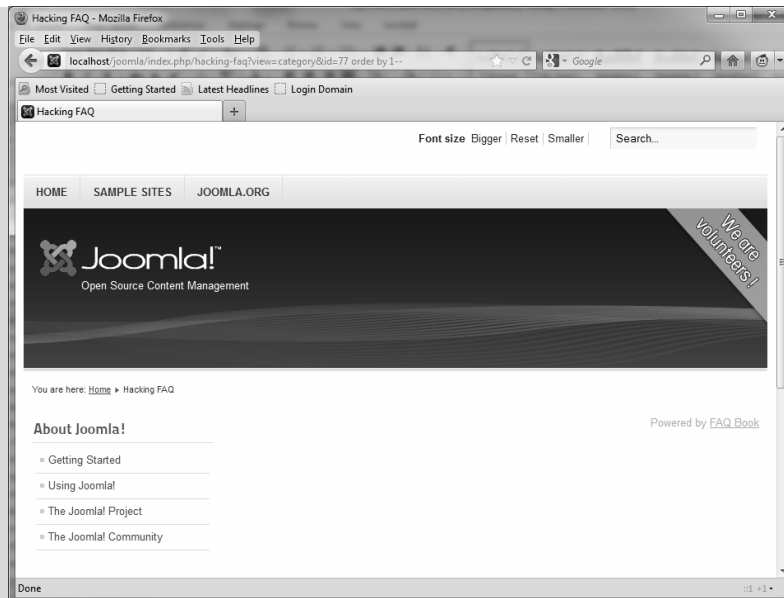 Hacking FAQ - Mozilla Firefox
File Edit View History Bookmarks Tools Help
localhost/joomla/index.php/hacking-faq?view=category&id=77 order by 1--
Google
Most Visited Getting Started Latest Headlines Login Domain
Hacking FAQ +
Font size Bigger Reset Smaller Search...
HOME SAMPLE SITES JOOMLA.ORG
We are
volunteers!
Joomla!™
Open Source Content Management
You are here: Home Hacking FAQ
About Joomla!
Powered by FAQ Book
Getting Started
Using Joomla!
The Joomla! Project
The Joomla! Community
Done